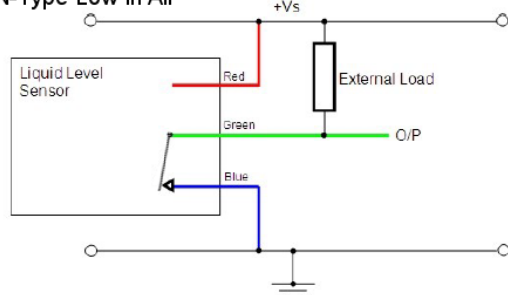 N-Type Low in Air
+Vs
Liquid Level
Sensor
Red
External Load
Green
O/P
Blue